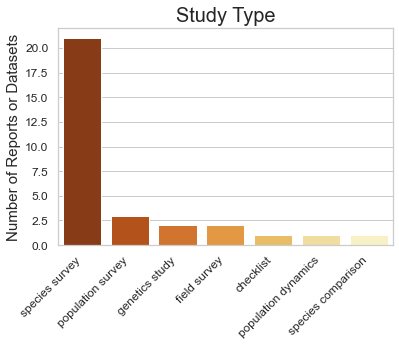 Study Type
Number of Reports or Datasets
20.0
17.5
15.0
12.5
10.0
7.5
5.0
2.5
0.0
species survey
population survey
genetics study
field survey
checklist
population dynamics
species comparison